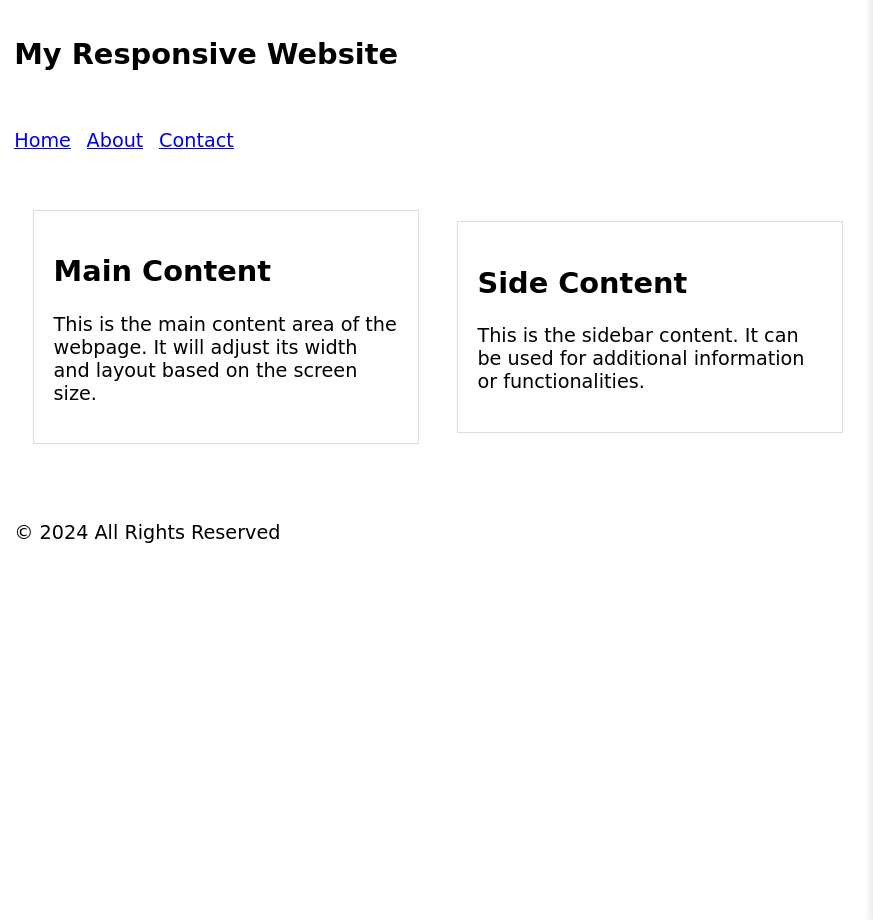 My Responsive Website
Home About Contact
Main Content
This is the main content area of the
webpage. It will adjust its width
and layout based on the screen
size.
Side Content
This is the sidebar content. It can
be used for additional information
or functionalities.
© 2024 All Rights Reserved